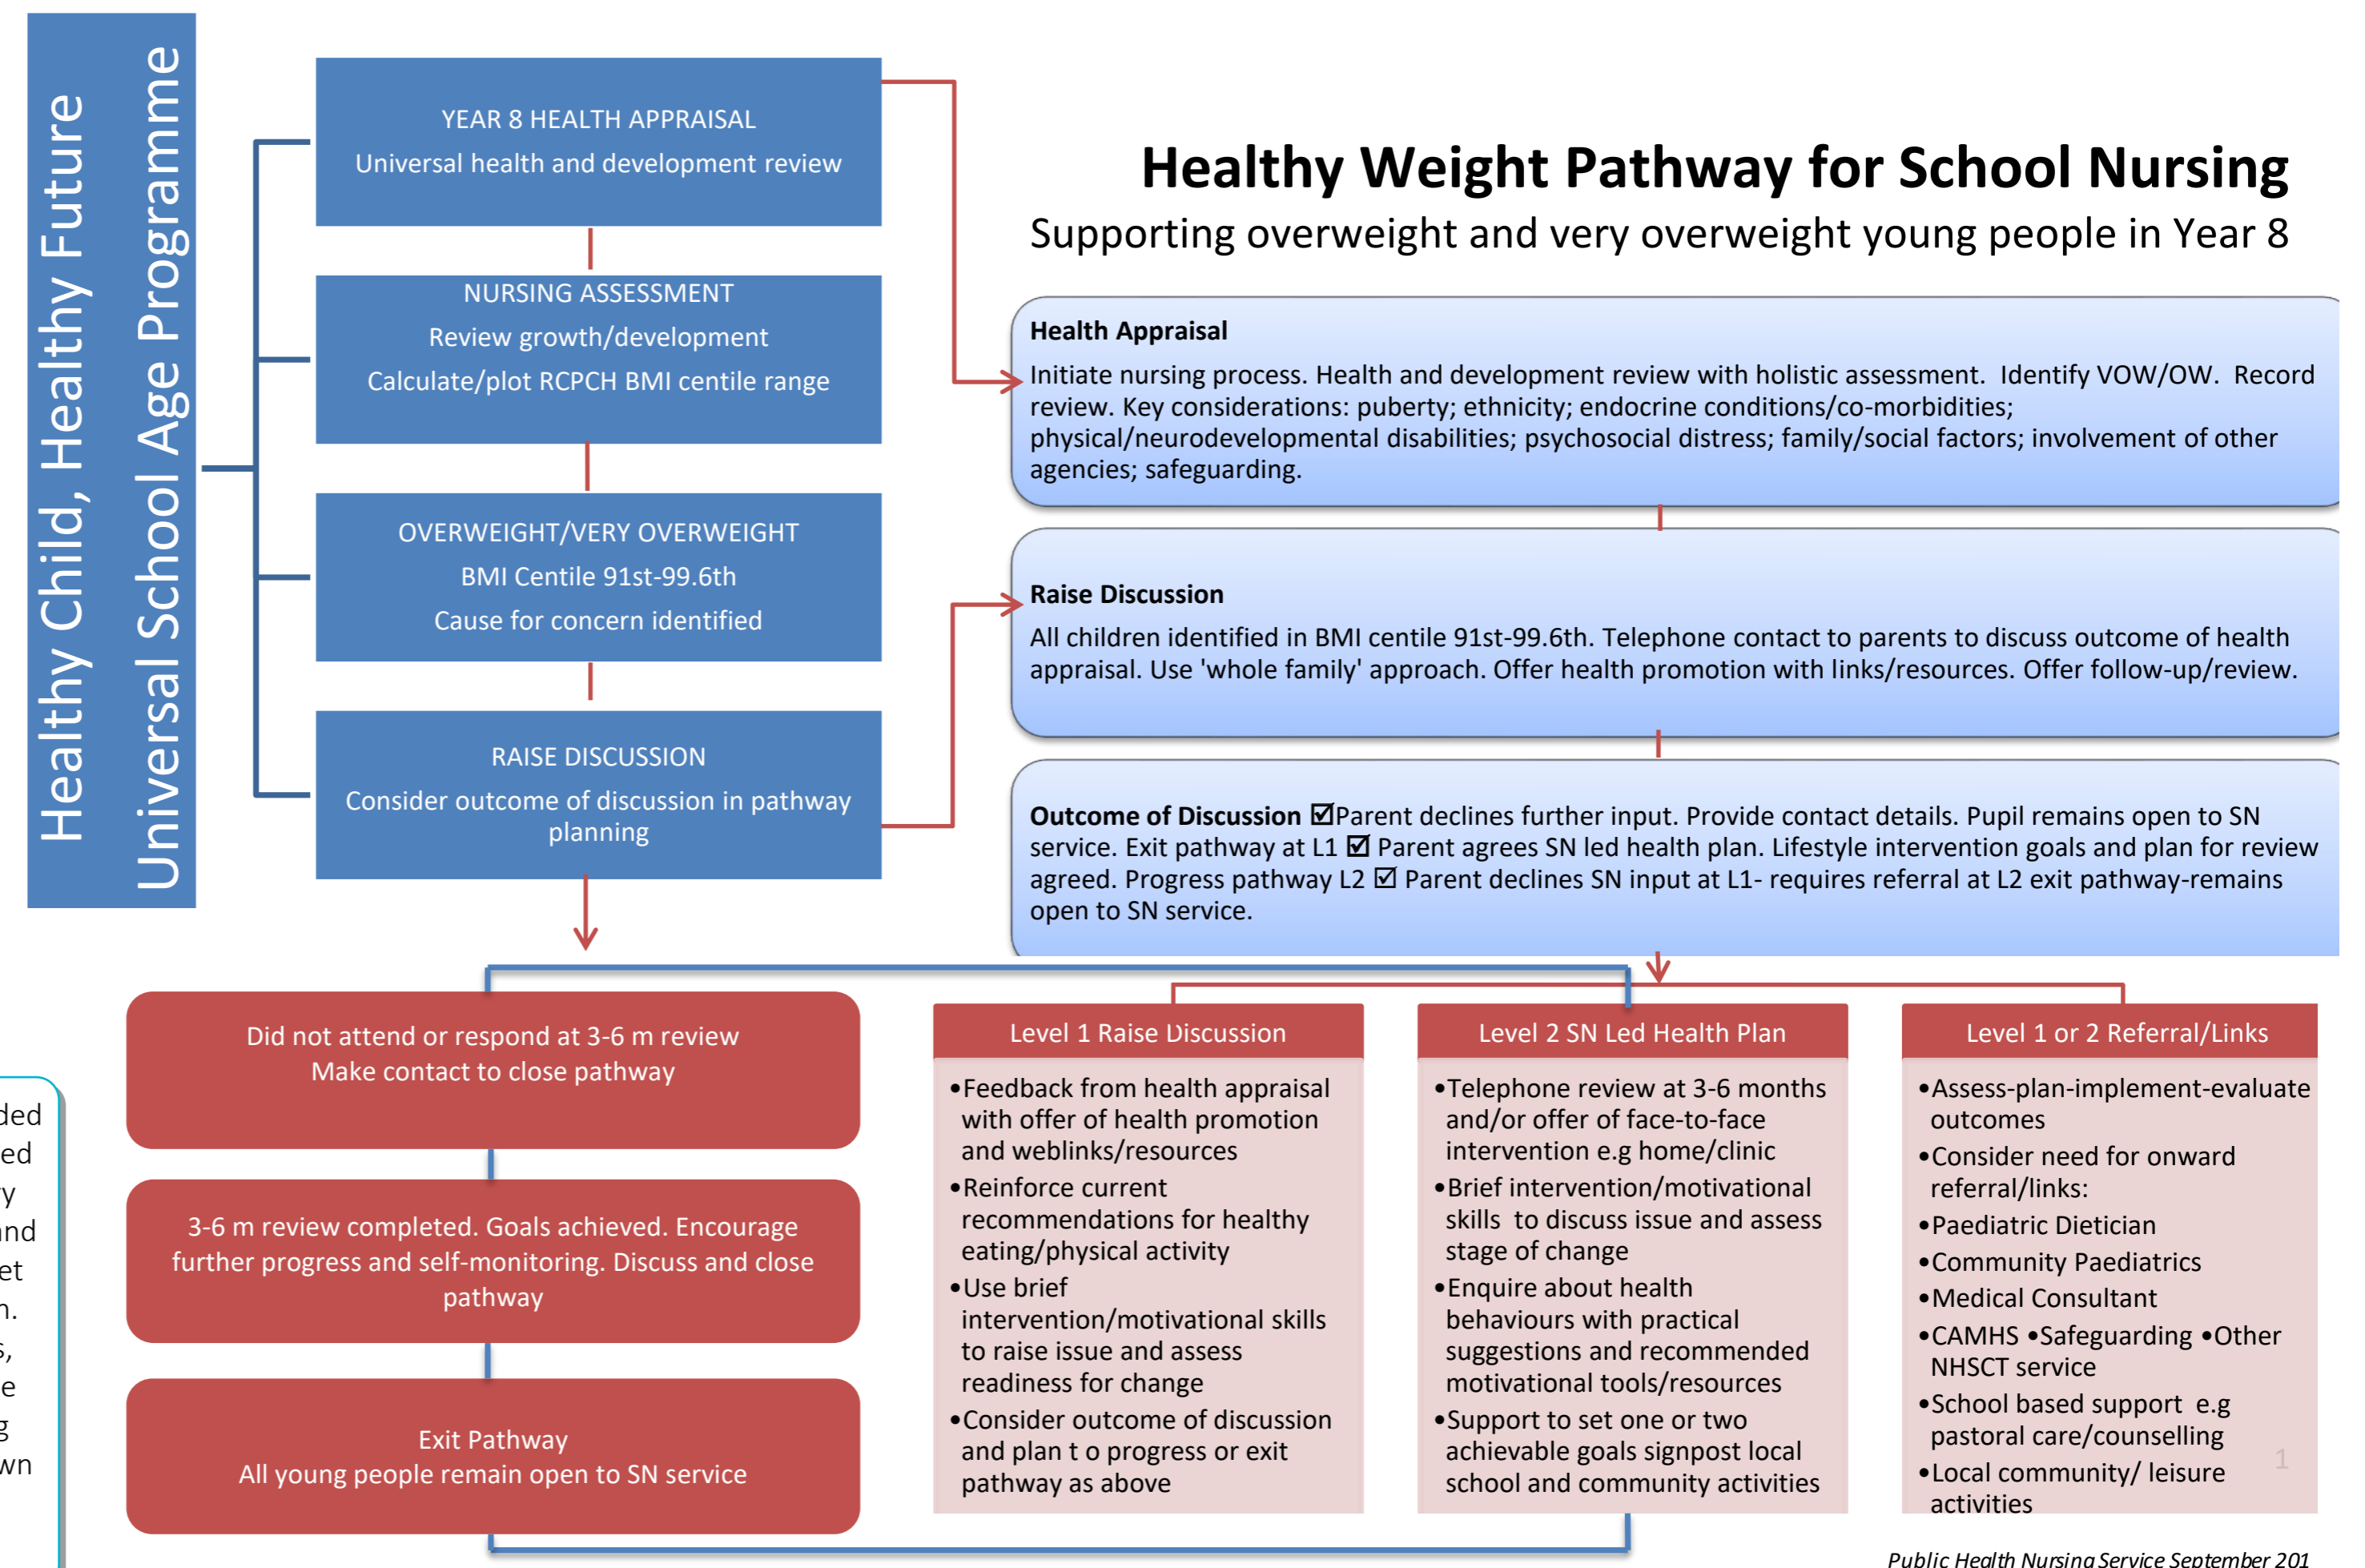 Healthy Child, Healthy Future
Universal School Age Programme
YEAR 8 HEALTH APPRAISAL
Universal health and development review
NURSING ASSESSMENT
Review growth/development
Calculate/plot RCPCH BMI centile range
OVERWEIGHT/VERY OVERWEIGHT
BMI Centile 91st-99.6th
Cause for concern identified
RAISE DISCUSSION
Consider outcome of discussion in pathway
planning
Healthy Weight Pathway for School Nursing
Supporting overweight and very overweight young people in Year 8
Health Appraisal
Initiate nursing process. Health and development review with holistic assessment.  Identify VOW/OW.  Record
review. Key considerations: puberty; ethnicity; endocrine conditions/co-morbidities;
physical/neurodevelopmental disabilities; psychosocial distress; family/social factors; involvement of other
agencies; safeguarding.
Raise Discussion
All children identified in BMI centile 91st-99.6th. Telephone contact to parents to discuss outcome of health
appraisal. Use 'whole family' approach. Offer health promotion with links/resources. Offer follow-up/review.
Outcome of Discussion ☑Parent declines further input. Provide contact details. Pupil remains open to SN
service. Exit pathway at L1 ☑ Parent agrees SN led health plan. Lifestyle intervention goals and plan for review
agreed. Progress pathway L2 ☑ Parent declines SN input at L1- requires referral at L2 exit pathway-remains
open to SN service.
Did not attend or respond at 3-6 m review
Make contact to close pathway
3-6 m review completed. Goals achieved. Encourage
further progress and self-monitoring. Discuss and close
pathway
Exit Pathway
All young people remain open to SN service
Level 1 Raise Discussion
•Feedback from health appraisal
with offer of health promotion
and weblinks/resources
•Reinforce current
recommendations for healthy
eating/physical activity
•Use brief
intervention/motivational skills
to raise issue and assess
readiness for change
•Consider outcome of discussion
and plan t o progress or exit
pathway as above
Level 2 SN Led Health Plan
•Telephone review at 3-6 months
and/or offer of face-to-face
intervention e.g home/clinic
•Brief intervention/motivational
skills  to discuss issue and assess
stage of change
•Enquire about health
behaviours with practical
suggestions and recommended
motivational tools/resources
•Support to set one or two
achievable goals signpost local
school and community activities
Level 1 or 2 Referral/Links
•Assess-plan-implement-evaluate
outcomes
•Consider need for onward
referral/links:
•Paediatric Dietician
•Community Paediatrics
•Medical Consultant
•CAMHS •Safeguarding •Other
NHSCT service
•School based support  e.g
pastoral care/counselling
•Local community/ leisure
activities
1
Public Health Nursing Service September 201